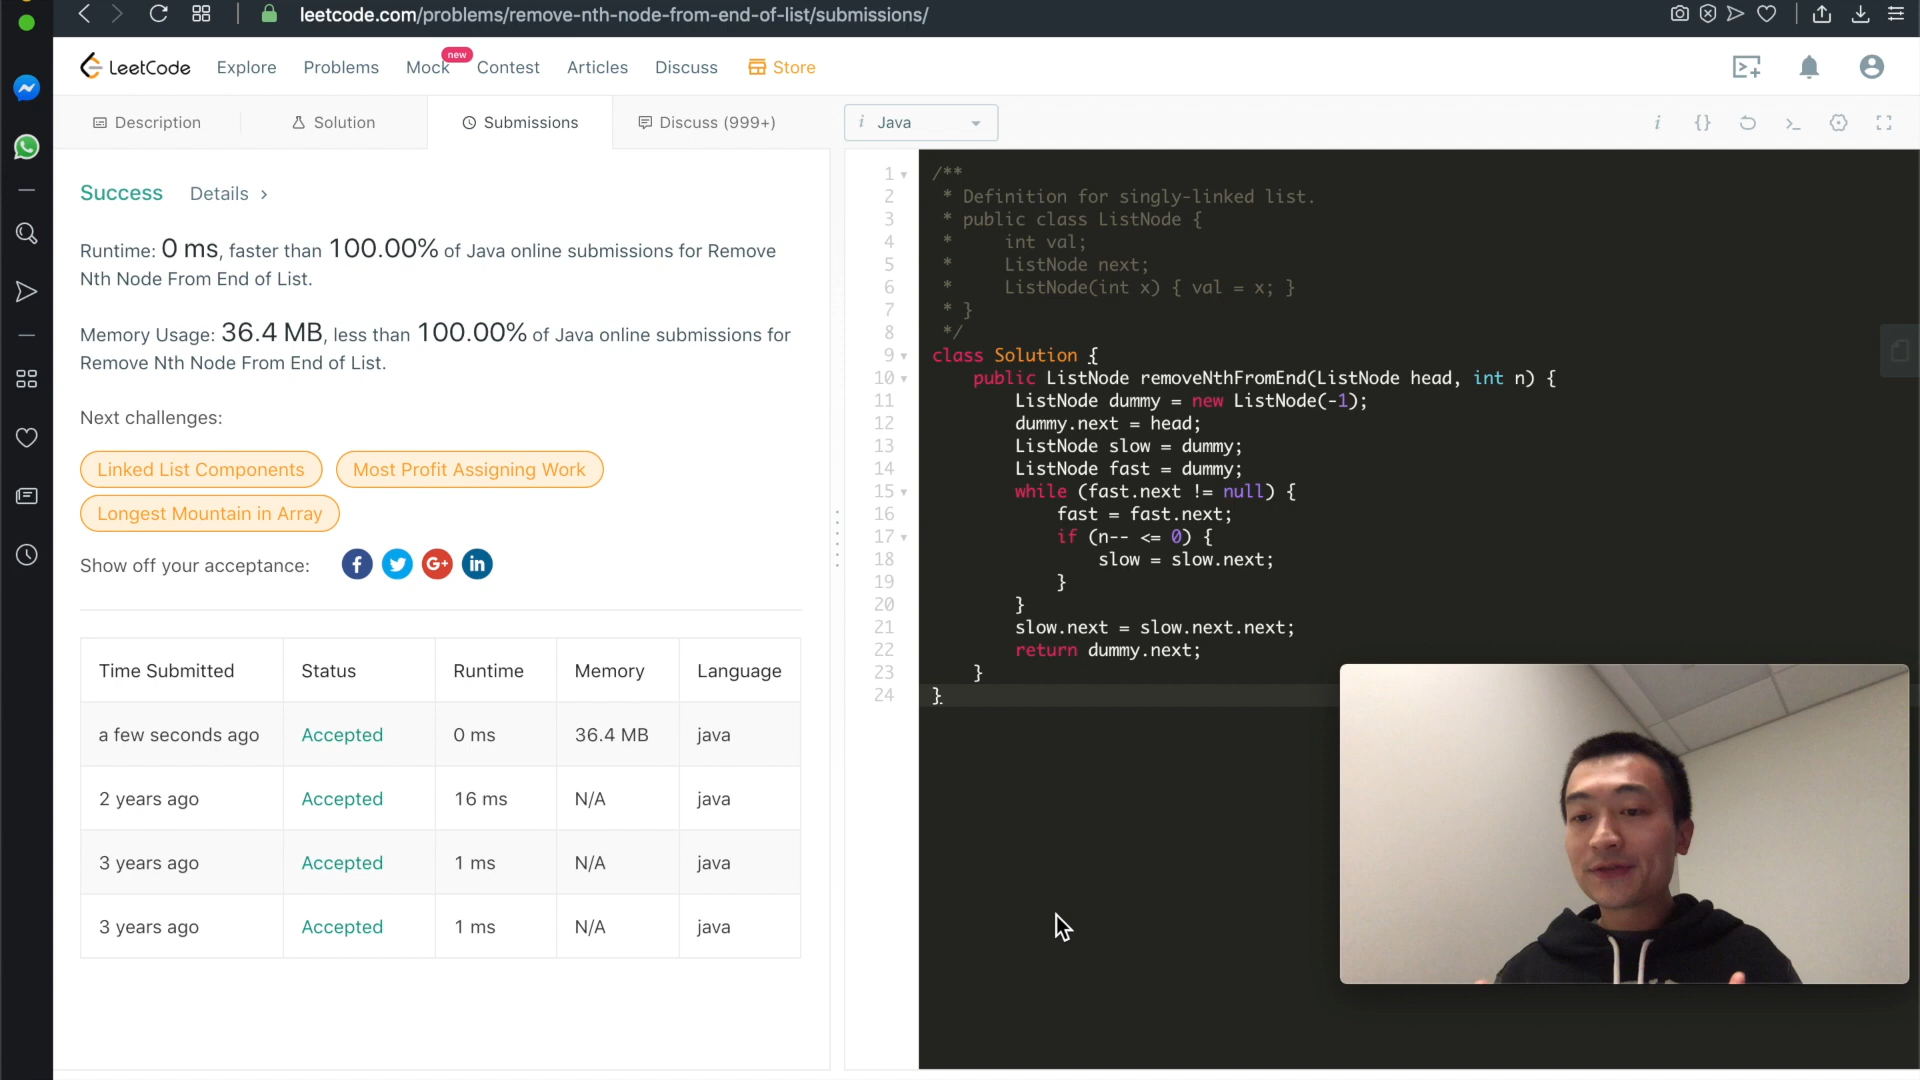 leetcode.com/problems/remove-nth-node-from-end-of-list/submissions/
LeetCode Explore Problems Mock new Contest Articles Discuss Store
Description Solution Submissions Discuss (999+)
i Java
Success Details >
Runtime: 0 ms, faster than 100.00% of Java online submissions for Remove
Nth Node From End of List.
Memory Usage: 36.4 MB, less than 100.00% of Java online submissions for
Remove Nth Node From End of List.
Next challenges:
Linked List Components Most Profit Assigning Work
Longest Mountain in Array
Show off your acceptance: f G+ in
Time Submitted Status Runtime Memory Language
a few seconds ago Accepted 0 ms 36.4 MB java
2 years ago Accepted 16 ms N/A java
3 years ago Accepted 1 ms N/A java
3 years ago Accepted 1 ms N/A java
1 /**
2 * Definition for singly-linked list.
3 * public class ListNode {
4 * int val;
5 * ListNode next;
6 * ListNode(int x) { val = x; }
7 * }
8 */
9 class Solution {
10 public ListNode removeNthFromEnd(ListNode head, int n) {
11 ListNode dummy = new ListNode(-1);
12 dummy.next = head;
13 ListNode slow = dummy;
14 ListNode fast = dummy;
15 while (fast.next != null) {
16 fast = fast.next;
17 if (n-- <= 0) {
18 slow = slow.next;
19 }
20 }
21 slow.next = slow.next.next;
22 return dummy.next;
23 }
24 }